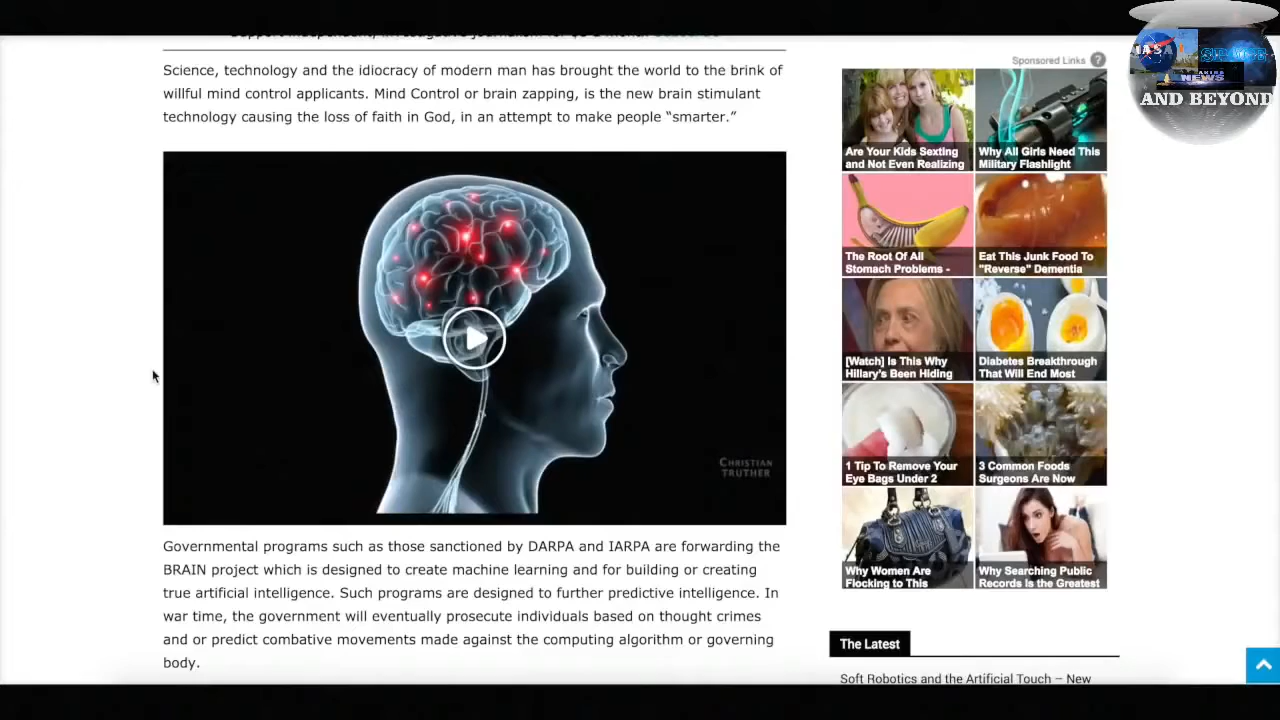 Science, technology and the idiocracy of modern man has brought the world to the brink of
willful mind control applicants. Mind Control or brain zapping, is the new brain stimulant
technology causing the loss of faith in God, in an attempt to make people “smarter.”
CHRISTIAN
TRUTHER
Governmental programs such as those sanctioned by DARPA and IARPA are forwarding the
BRAIN project which is designed to create machine learning and for building or creating
true artificial intelligence. Such programs are designed to further predictive intelligence. In
war time, the government will eventually prosecute individuals based on thought crimes
and or predict combative movements made against the computing algorithm or governing
body.
Sponsored Links ?
Are Your Kids Sexting
and Not Even Realizing
Why All Girls Need This
Military Flashlight
The Root Of All
Stomach Problems -
Eat This Junk Food To
"Reverse" Dementia
[Watch] Is This Why
Hillary's Been Hiding
Diabetes Breakthrough
That Will End Most
1 Tip To Remove Your
Eye Bags Under 2
3 Common Foods
Surgeons Are Now
Why Women Are
Flocking to This
Why Searching Public
Records Is the Greatest
The Latest
Soft Robotics and the Artificial Touch – New
NASA
NEWS
AND BEYOND